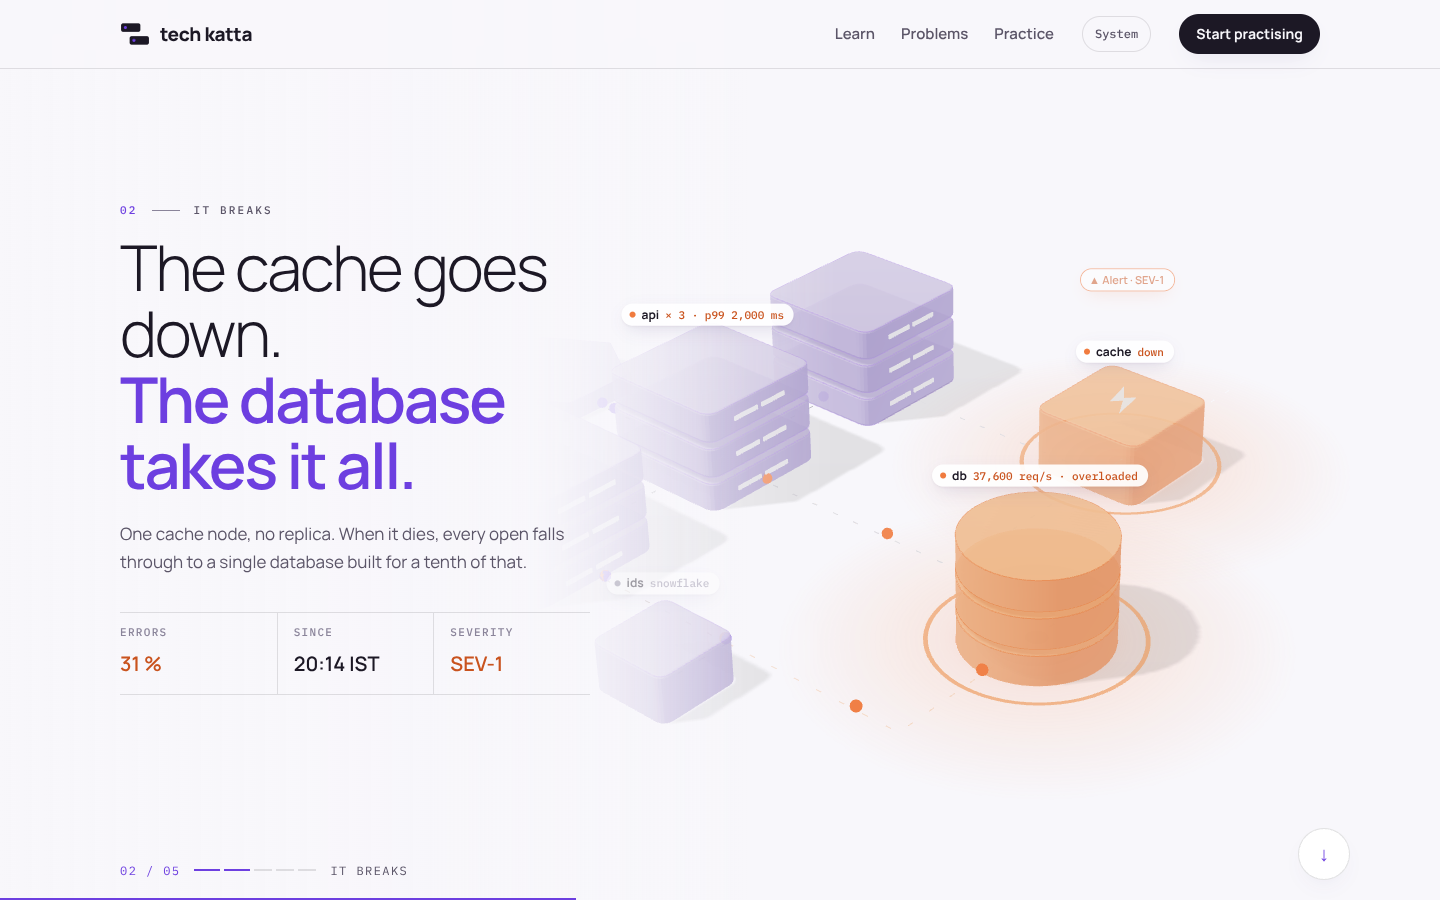 tech katta
Learn
Problems
Practice
System
Start practising
02 IT BREAKS
The cache goes
down.
The database
takes it all.
One cache node, no replica. When it dies, every open falls
through to a single database built for a tenth of that.
ERRORS
31 %
SINCE
20:14 IST
SEVERITY
SEV-1
▲ Alert · SEV-1
api × 3 · p99 2,000 ms
cache down
db 37,600 req/s · overloaded
ids snowflake
02 / 05 IT BREAKS
↓